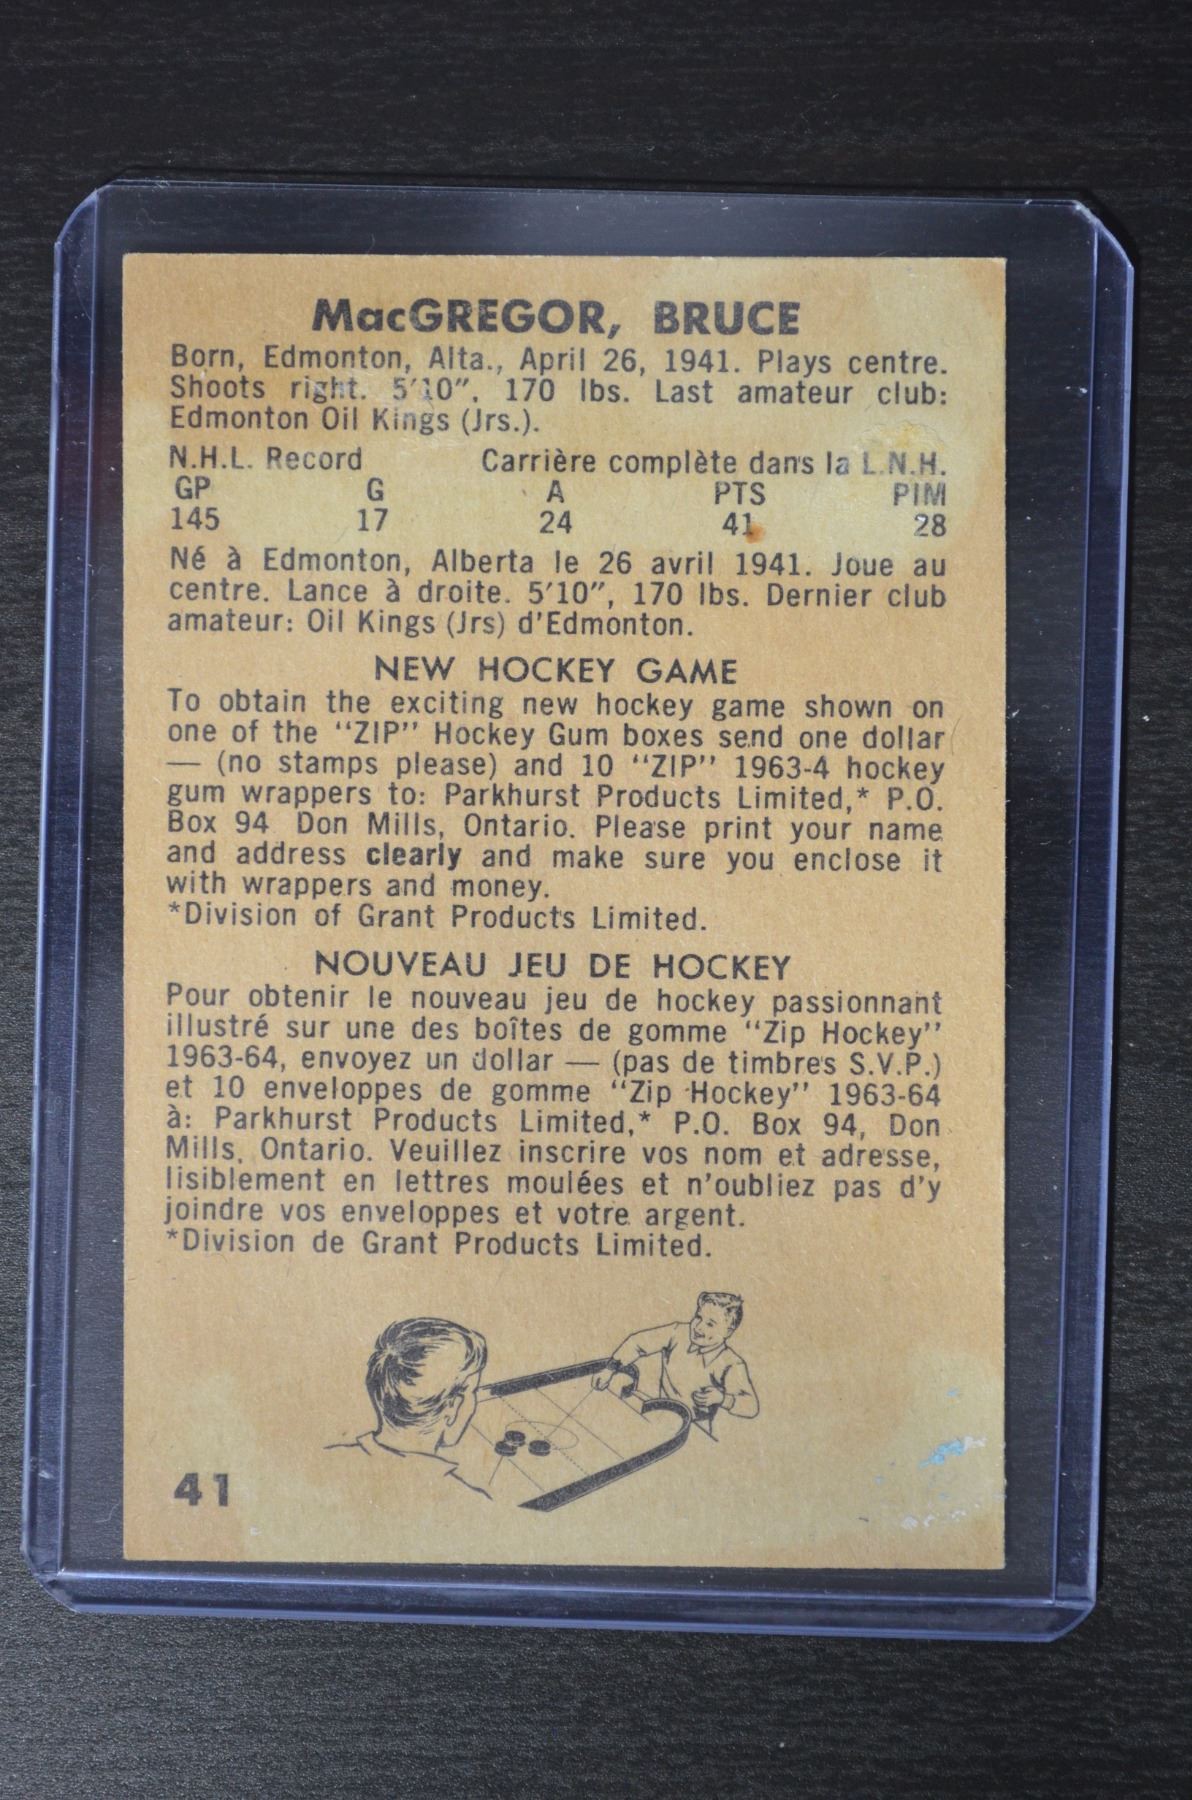 MacGREGOR, BRUCE
Born, Edmonton, Alta., April 26, 1941. Plays centre.
Shoots right. 5'10", 170 lbs. Last amateur club:
Edmonton Oil Kings (Jrs.).
N.H.L. Record Carrière complète dans la L.N.H.
GP G A PTS PIM
145 17 24 41 28
Né à Edmonton, Alberta le 26 avril 1941. Joue au
centre. Lance à droite. 5'10", 170 lbs. Dernier club
amateur: Oil Kings (Jrs) d'Edmonton.
NEW HOCKEY GAME
To obtain the exciting new hockey game shown on
one of the "ZIP" Hockey Gum boxes send one dollar
— (no stamps please) and 10 "ZIP" 1963-4 hockey
gum wrappers to: Parkhurst Products Limited,* P.O.
Box 94 Don Mills, Ontario. Please print your name
and address clearly and make sure you enclose it
with wrappers and money.
*Division of Grant Products Limited.
NOUVEAU JEU DE HOCKEY
Pour obtenir le nouveau jeu de hockey passionnant
illustré sur une des boîtes de gomme "Zip Hockey"
1963-64, envoyez un dollar — (pas de timbres S.V.P.)
et 10 enveloppes de gomme "Zip Hockey" 1963-64
à: Parkhurst Products Limited,* P.O. Box 94, Don
Mills, Ontario. Veuillez inscrire vos nom et adresse,
lisiblement en lettres moulées et n'oubliez pas d'y
joindre vos enveloppes et votre argent.
*Division de Grant Products Limited.
41